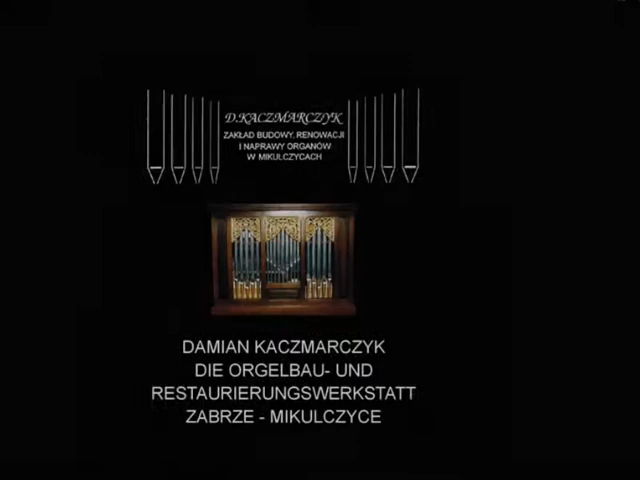 D.KACZMARCZYK
ZAKŁAD BUDOWY, RENOWACJI
I NAPRAWY ORGANÓW
W MIKULCZYCACH
DAMIAN KACZMARCZYK
DIE ORGELBAU- UND
RESTAURIERUNGSWERKSTATT
ZABRZE - MIKULCZYCE